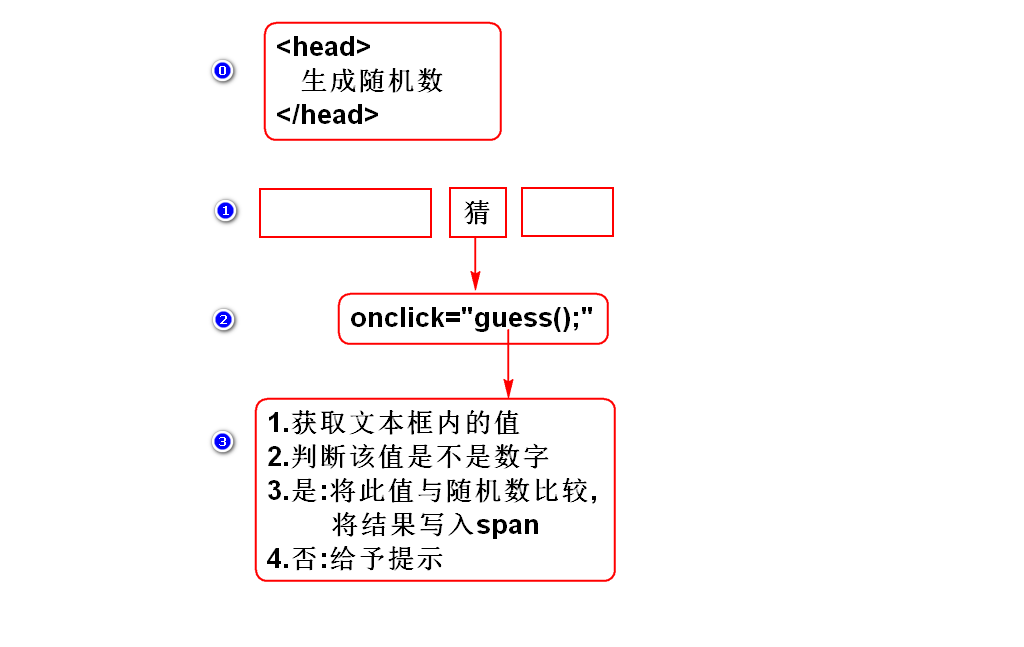 0
<head>
生成随机数
</head>
1
猜
2
onclick="guess();"
3
1.获取文本框内的值
2.判断该值是不是数字
3.是:将此值与随机数比较,
将结果写入span
4.否:给予提示